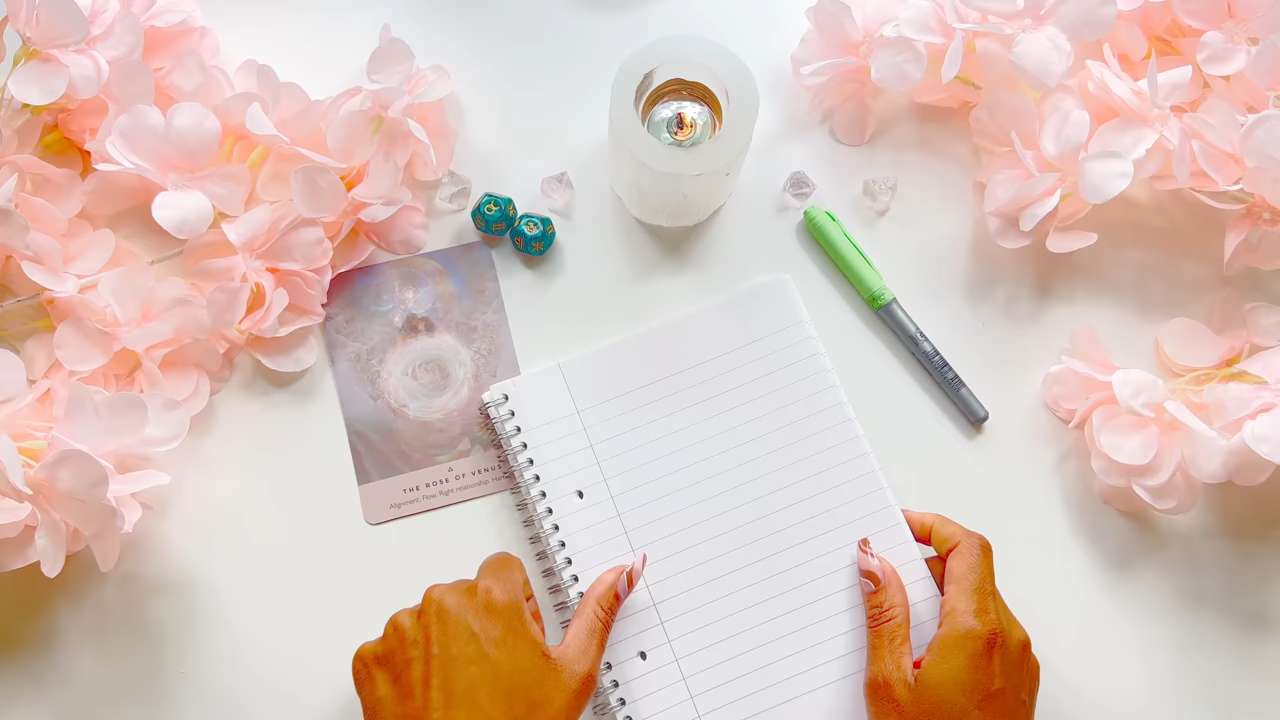 THE ROSE OF VENUS
Alignment. Flow. Right relationship.